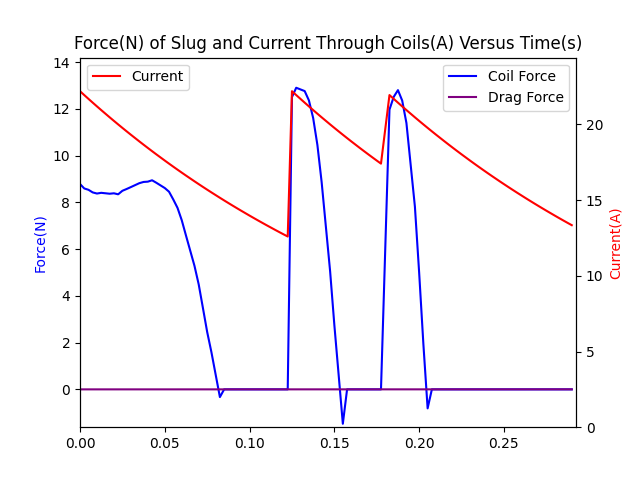 Force(N) of Slug and Current Through Coils(A) Versus Time(s)
Current
Coil Force
Drag Force
Force(N)
14
12
10
8
6
4
2
0
20
15
10
5
0
Current(A)
0.00 0.05 0.10 0.15 0.20 0.25